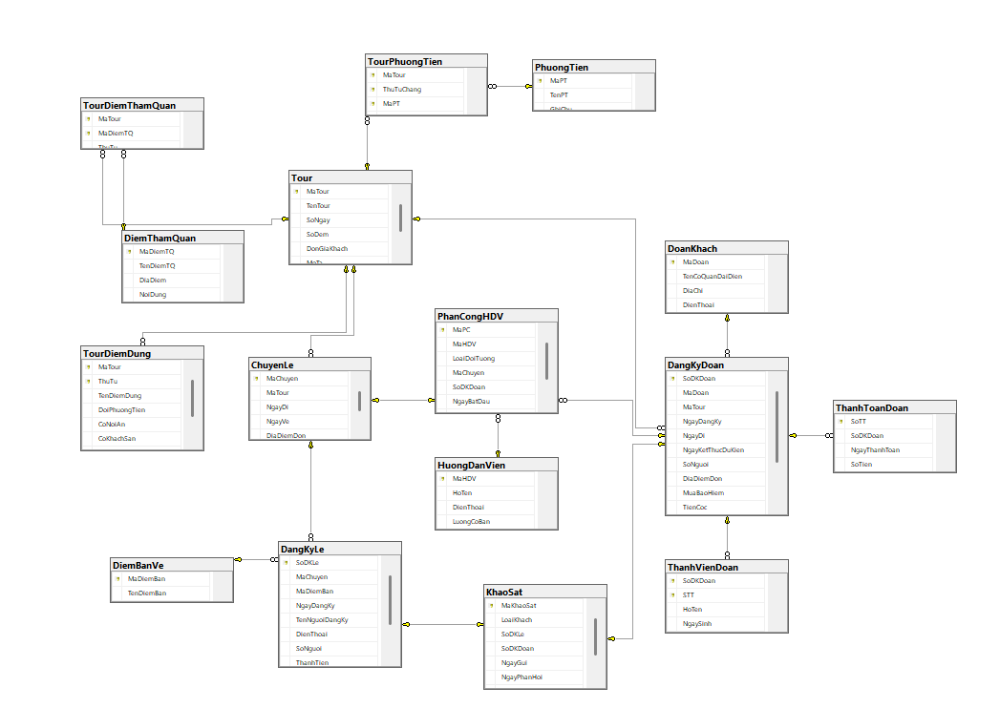 TourPhuongTien
MaTour
ThuTuChang
MaPT
PhuongTien
MaPT
TenPT
GhiChu
TourDiemThamQuan
MaTour
MaDiemTQ
ThuTu
Tour
MaTour
TenTour
SoNgay
SoDem
DonGiaKhach
MoTa
DiemThamQuan
MaDiemTQ
TenDiemTQ
DiaDiem
NoiDung
DoanKhach
MaDoan
TenCoQuanDaiDien
DiaChi
DienThoai
PhanCongHDV
MaPC
MaHDV
LoaiDoiTuong
MaChuyen
SoDKDoan
NgayBatDau
TourDiemDung
MaTour
ThuTu
TenDiemDung
DoiPhuongTien
CoNoiAn
CoKhachSan
ChuyenLe
MaChuyen
MaTour
NgayDi
NgayVe
DiaDiemDon
DangKyDoan
SoDKDoan
MaDoan
MaTour
NgayDangKy
NgayDi
NgayKetThucDuKien
SoNguoi
DiaDiemDon
MuaBaoHiem
TienCoc
ThanhToanDoan
SoTT
SoDKDoan
NgayThanhToan
SoTien
HuongDanVien
MaHDV
HoTen
DienThoai
LuongCoBan
DangKyLe
SoDKLe
MaChuyen
MaDiemBan
NgayDangKy
TenNguoiDangKy
DienThoai
SoNguoi
ThanhTien
DiemBanVe
MaDiemBan
TenDiemBan
ThanhVienDoan
SoDKDoan
STT
HoTen
NgaySinh
KhaoSat
MaKhaoSat
LoaiKhach
SoDKLe
SoDKDoan
NgayGui
NgayPhanHoi